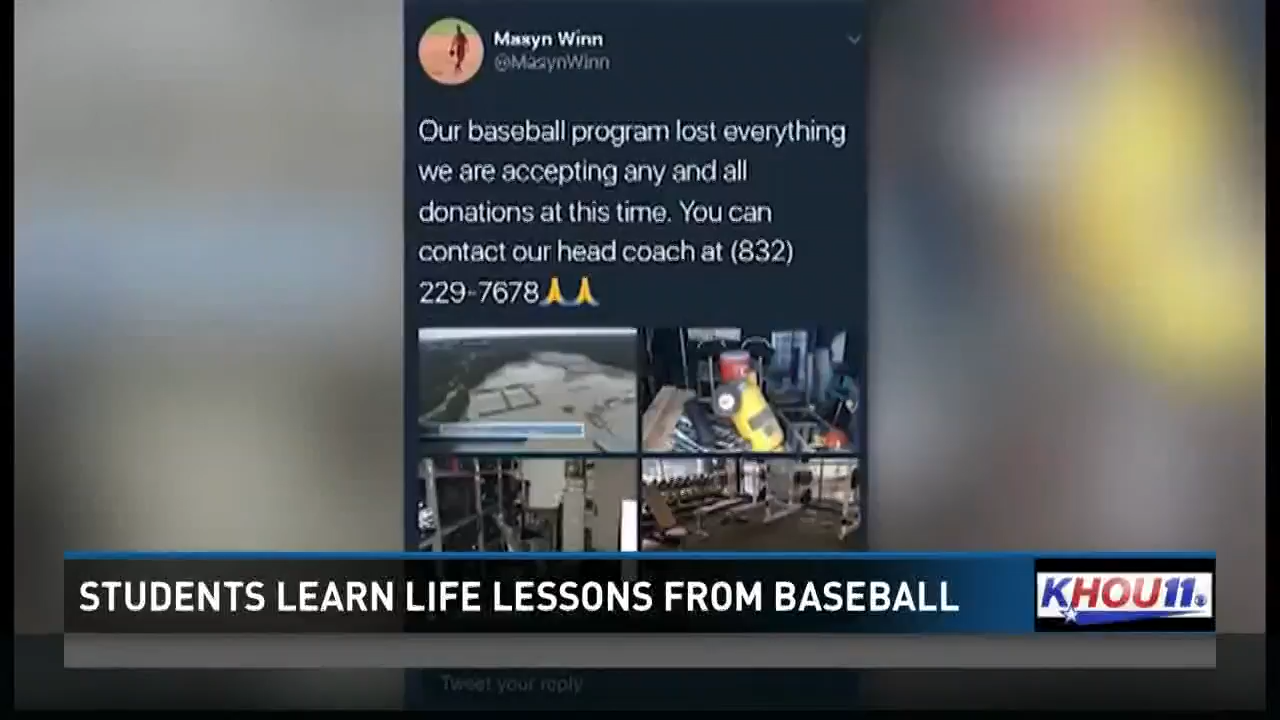 Masyn Winn
@MasynWinn
Our baseball program lost everything
we are accepting any and all
donations at this time. You can
contact our head coach at (832)
229-7678🙏🙏
STUDENTS LEARN LIFE LESSONS FROM BASEBALL
KHOU11
Tweet your reply